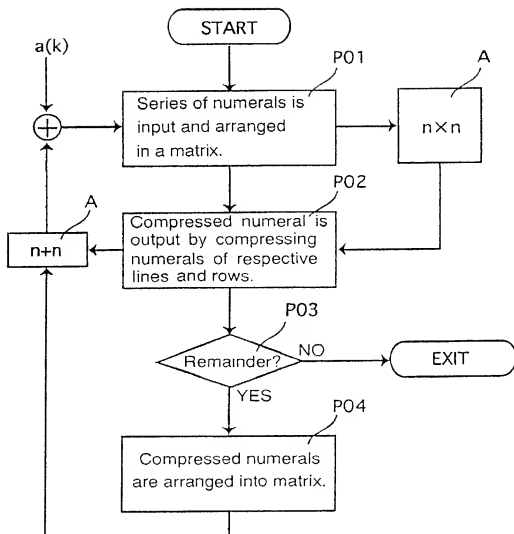 START
a(k)
P01
Series of numerals is
input and arranged
in a matrix.
A
n×n
P02
Compressed numeral is
output by compressing
numerals of respective
lines and rows.
A
n+n
P03
Remainder?
NO
EXIT
YES
P04
Compressed numerals
are arranged into matrix.